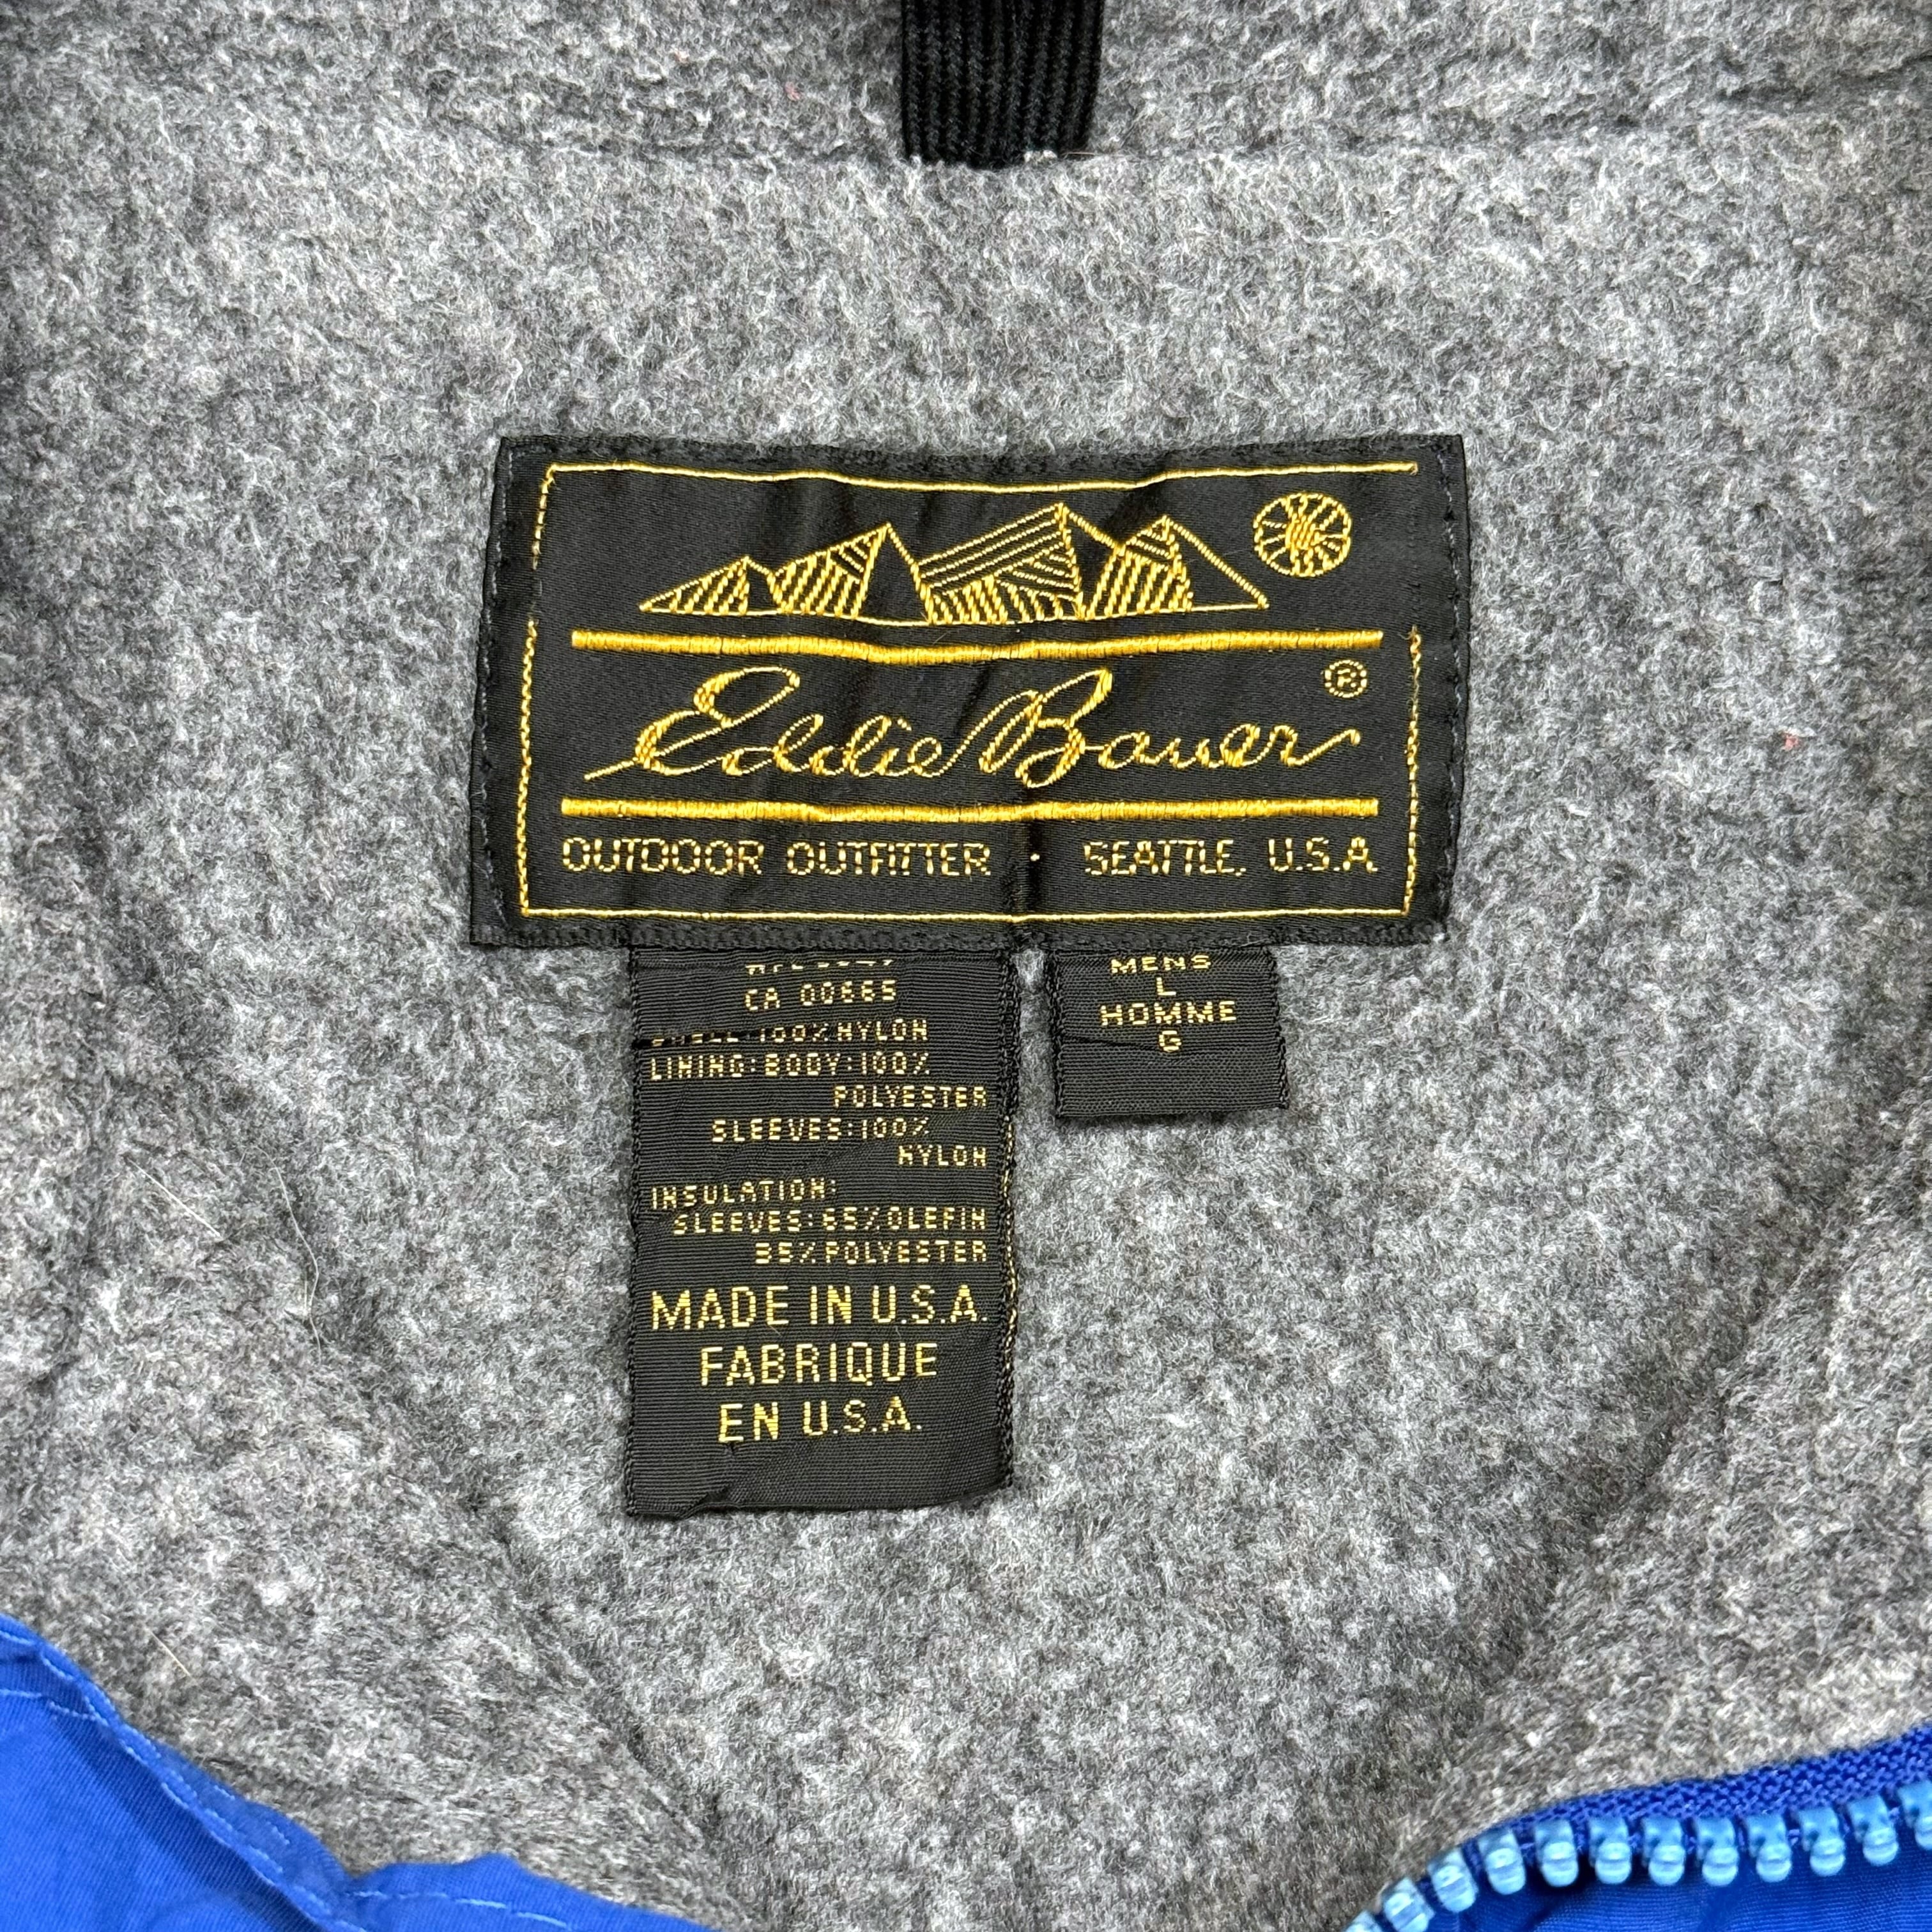 Eddie Bauer ®
OUTDOOR OUTFITTER · SEATTLE, U.S.A.
CA 00665
SHELL 100% NYLON
LINING: BODY: 100%
POLYESTER
SLEEVES: 100%
NYLON
INSULATION:
SLEEVES: 65% OLEFIN
35% POLYESTER
MADE IN U.S.A.
FABRIQUE
EN U.S.A.
MENS
L
HOMME
G